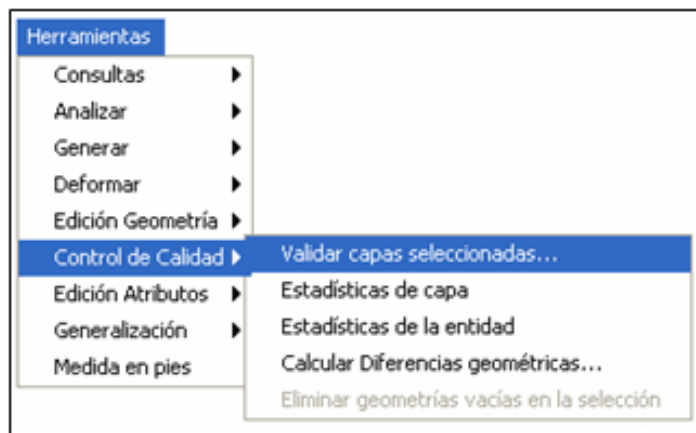 Herramientas
Consultas
Analizar
Generar
Deformar
Edición Geometría
Control de Calidad
Edición Atributos
Generalización
Medida en pies
Validar capas seleccionadas...
Estadísticas de capa
Estadísticas de la entidad
Calcular Diferencias geométricas...
Eliminar geometrías vacías en la selección